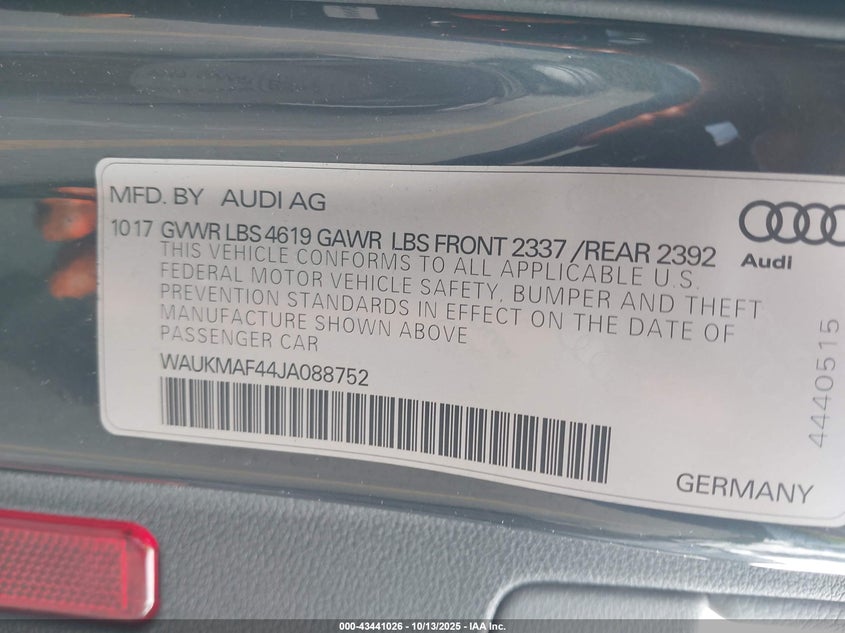 MFD. BY AUDI AG
1017 GVWR LBS 4619 GAWR LBS FRONT 2337 /REAR 2392
THIS VEHICLE CONFORMS TO ALL APPLICABLE U.S.
FEDERAL MOTOR VEHICLE SAFETY, BUMPER AND THEFT
PREVENTION STANDARDS IN EFFECT ON THE DATE OF
MANUFACTURE SHOWN ABOVE
PASSENGER CAR
WAUKMAF44JA088752
Audi
4440515
GERMANY
000-43441026 - 10/13/2025 - IAA Inc.